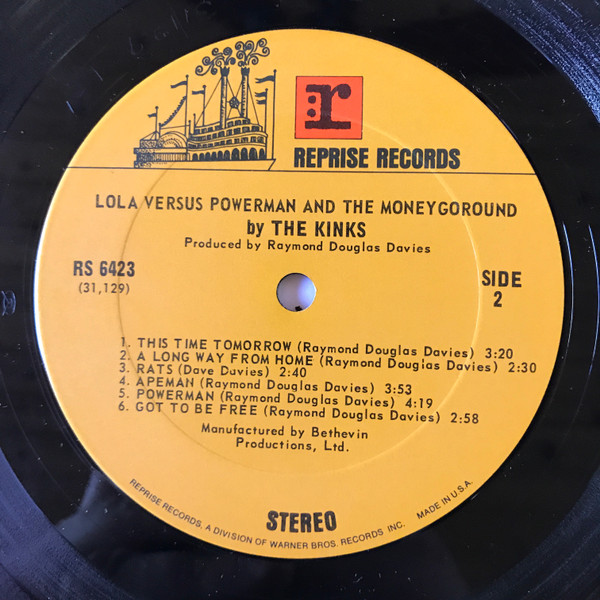 r
REPRISE RECORDS
LOLA VERSUS POWERMAN AND THE MONEYGOROUND
by THE KINKS
Produced by Raymond Douglas Davies
RS 6423
(31,129)
SIDE
2
1. THIS TIME TOMORROW (Raymond Douglas Davies) 3:20
2. A LONG WAY FROM HOME (Raymond Douglas Davies) 2:30
3. RATS (Dave Davies) 2:40
4. APEMAN (Raymond Douglas Davies) 3:53
5. POWERMAN (Raymond Douglas Davies) 4:19
6. GOT TO BE FREE (Raymond Douglas Davies) 2:58
Manufactured by Bethevin
Productions, Ltd.
STEREO
REPRISE RECORDS, A DIVISION OF WARNER BROS. RECORDS INC. MADE IN U.S.A.